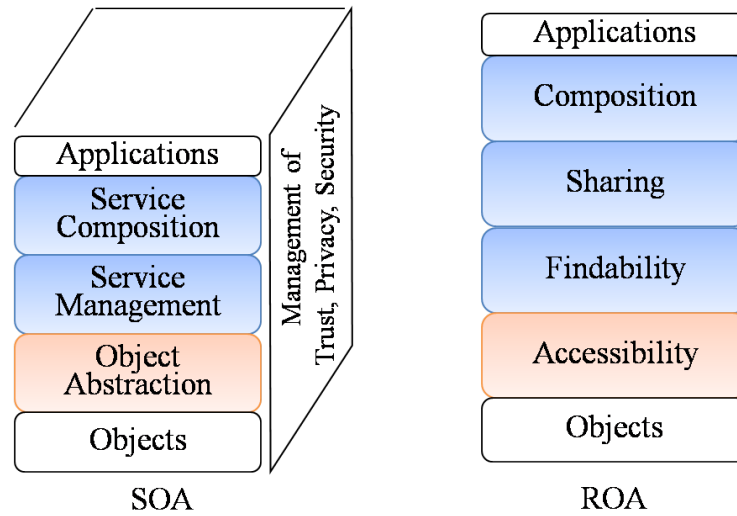 Applications
Service
Composition
Service
Management
Object
Abstraction
Objects
Management of
Trust, Privacy, Security
SOA
Applications
Composition
Sharing
Findability
Accessibility
Objects
ROA